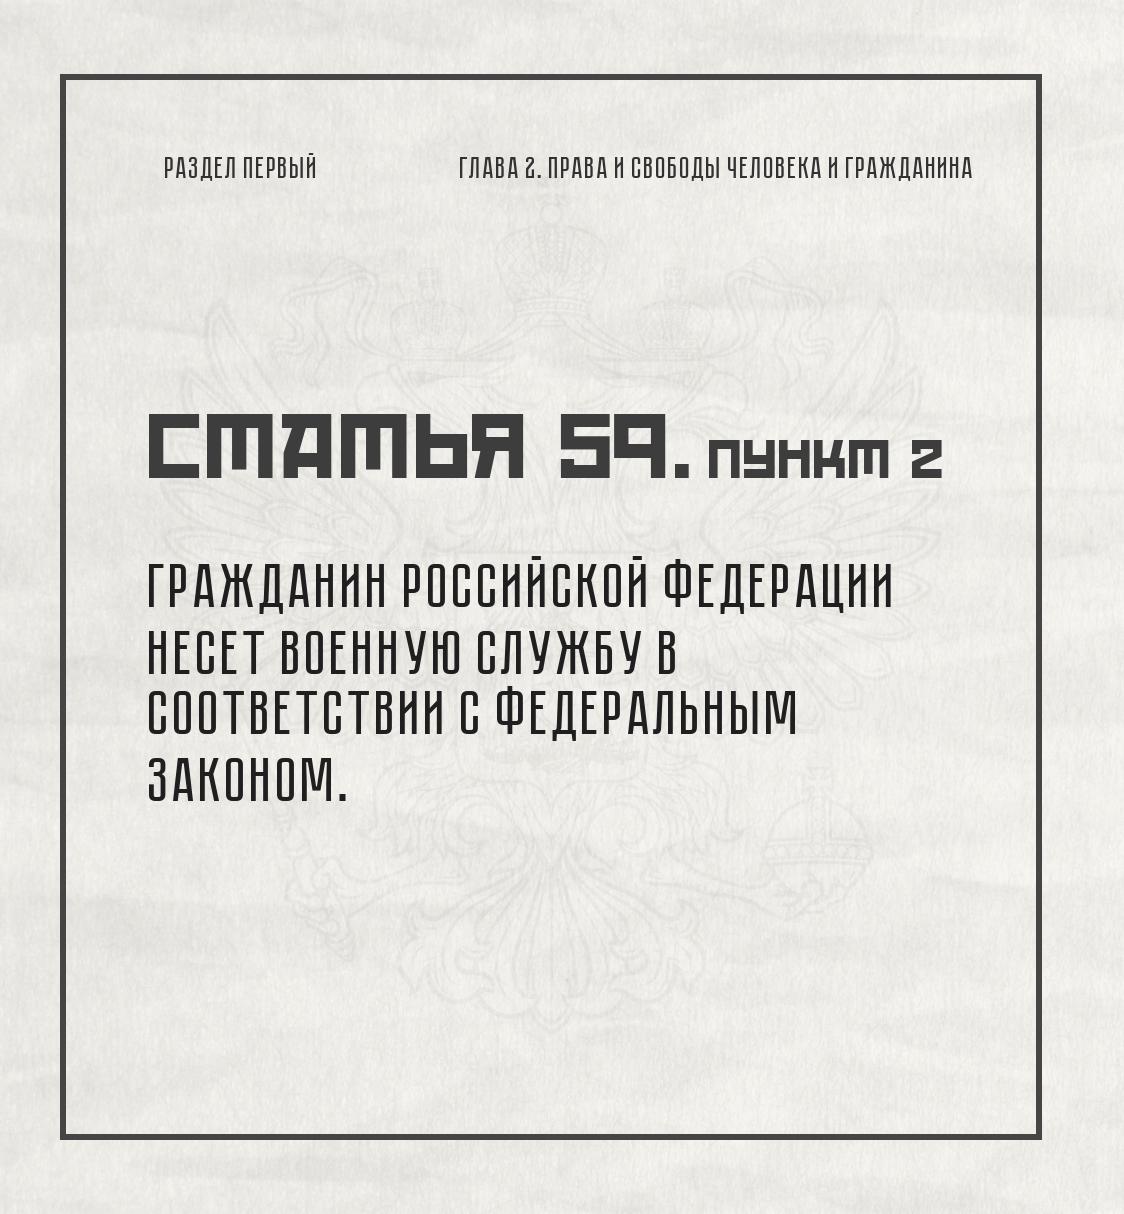 РАЗДЕЛ ПЕРВЫЙ
ГЛАВА 2. ПРАВА И СВОБОДЫ ЧЕЛОВЕКА И ГРАЖДАНИНА
СТАТЬЯ 59. ПУНКТ 2
ГРАЖДАНИН РОССИЙСКОЙ ФЕДЕРАЦИИ
НЕСЕТ ВОЕННУЮ СЛУЖБУ В
СООТВЕТСТВИИ С ФЕДЕРАЛЬНЫМ
ЗАКОНОМ.